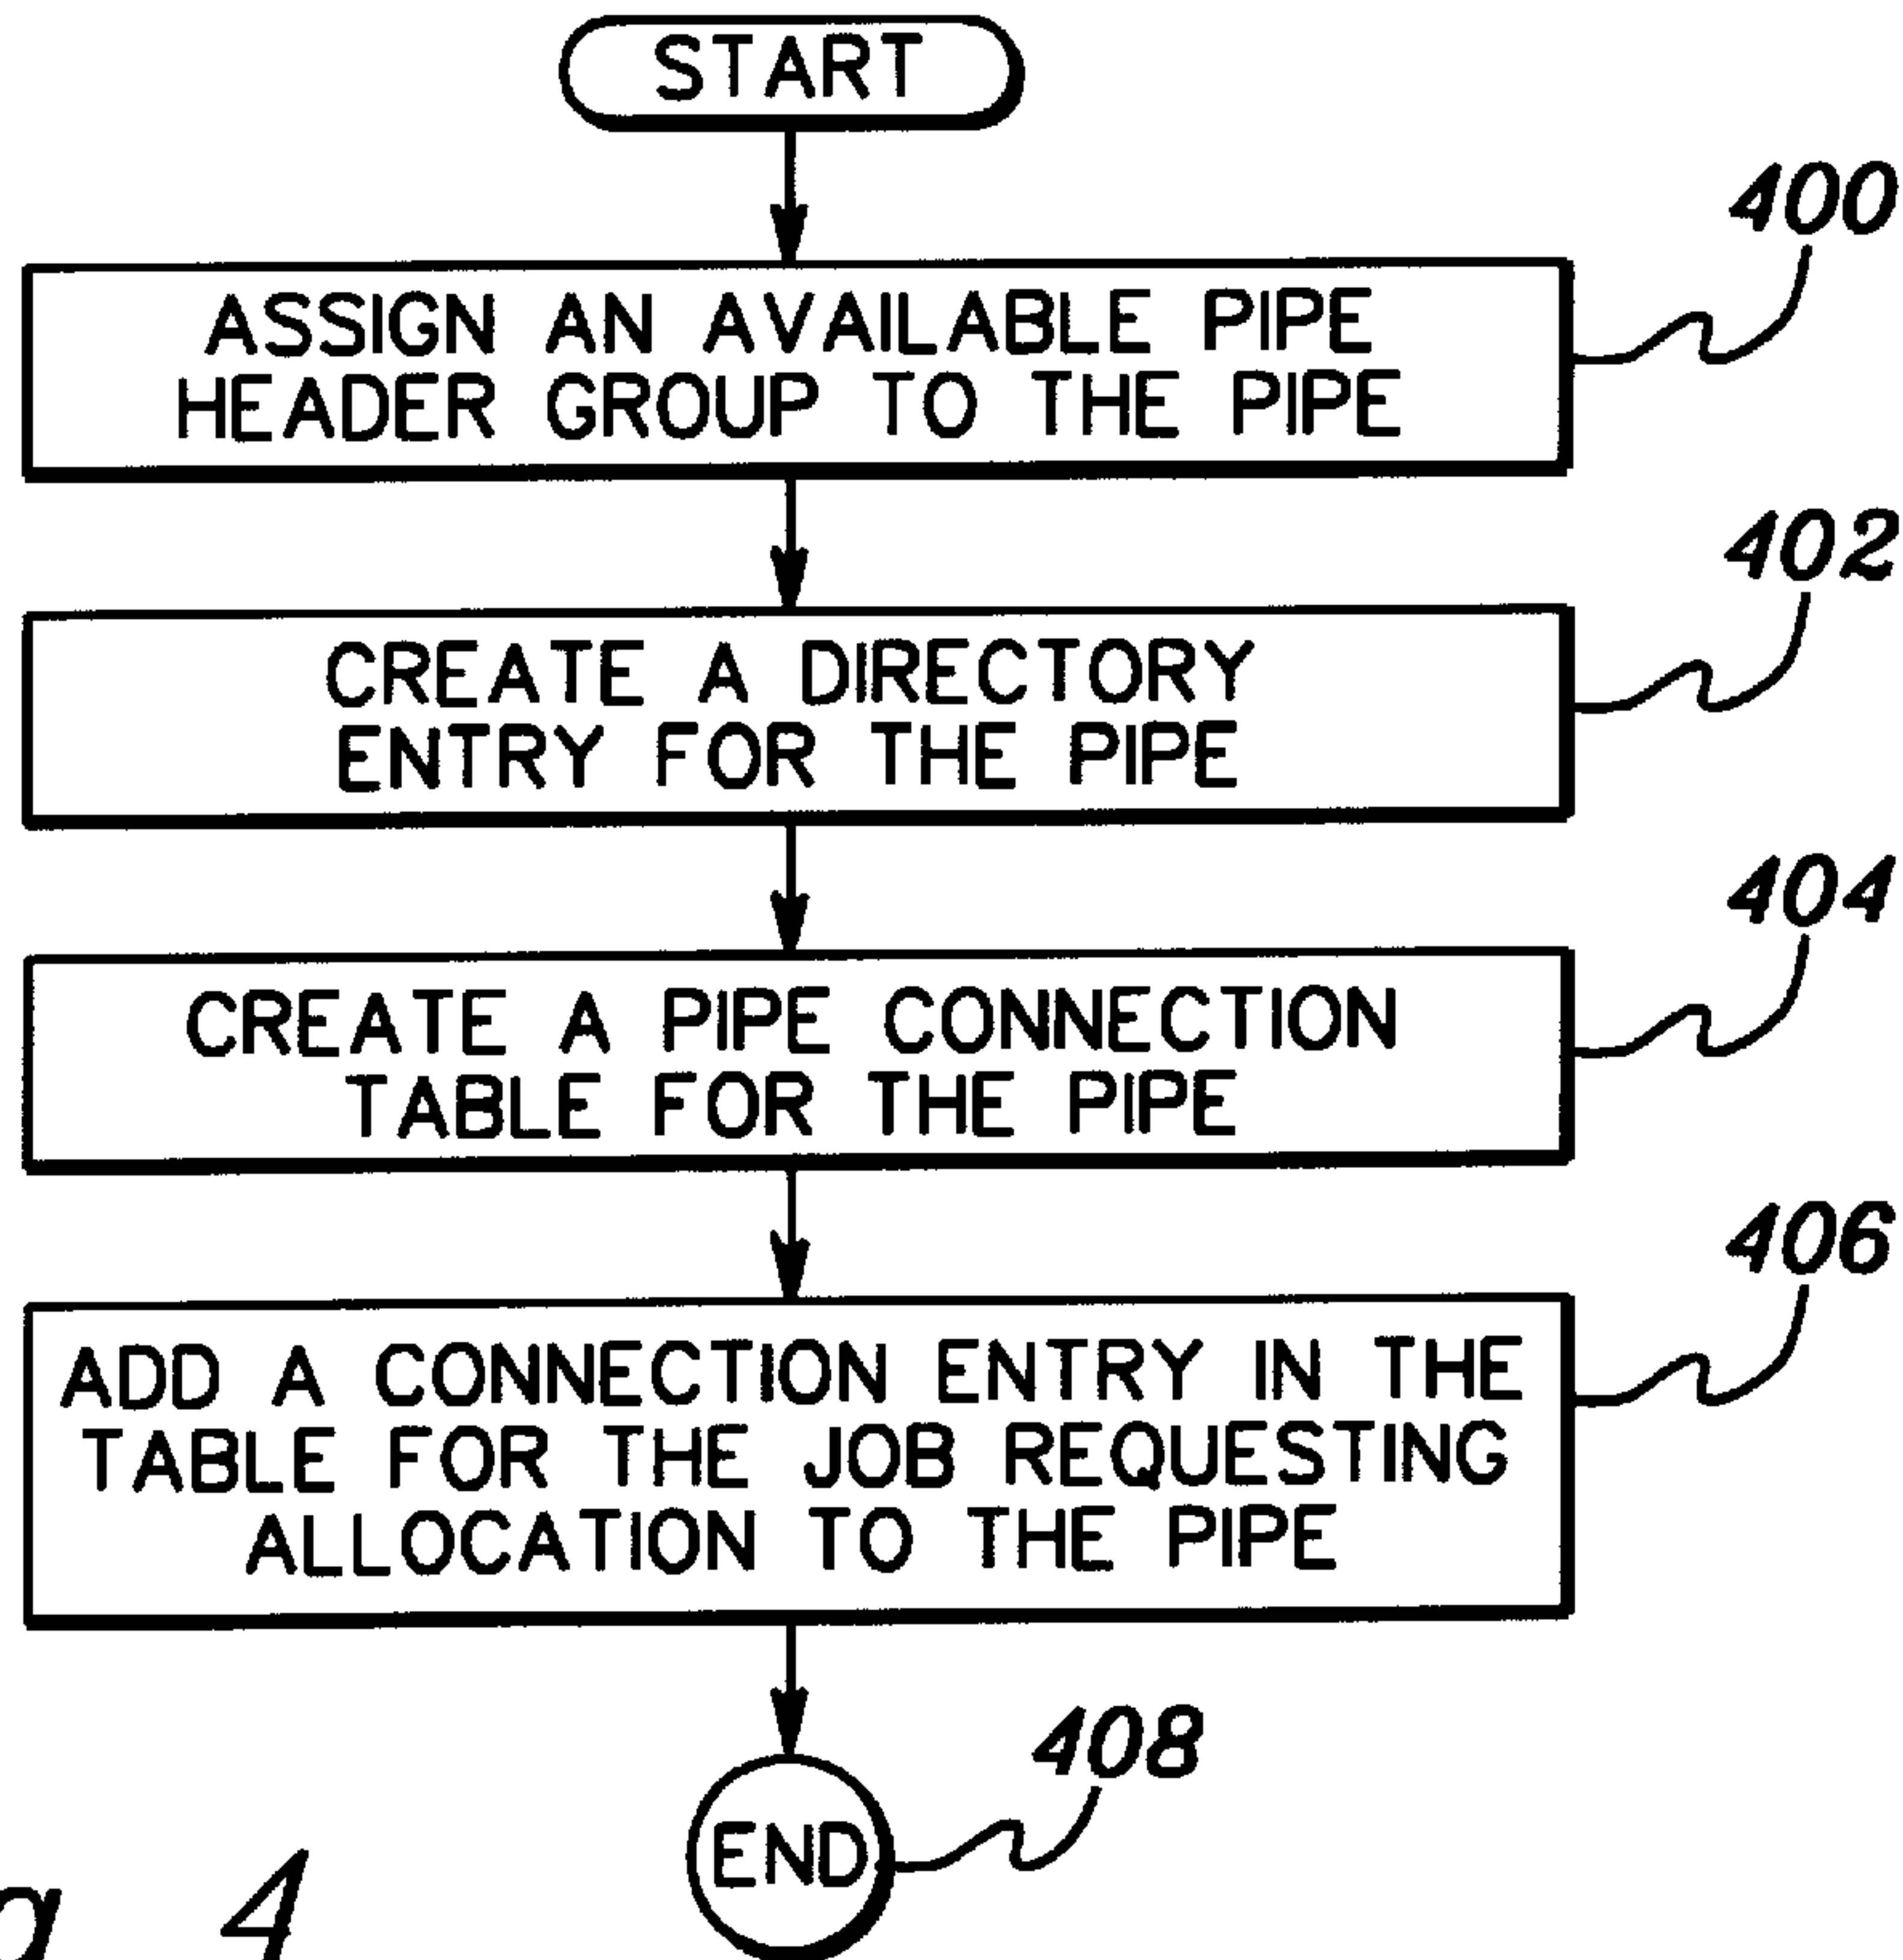 START
400
ASSIGN AN AVAILABLE PIPE
HEADER GROUP TO THE PIPE
402
CREATE A DIRECTORY
ENTRY FOR THE PIPE
404
CREATE A PIPE CONNECTION
TABLE FOR THE PIPE
406
ADD A CONNECTION ENTRY IN THE
TABLE FOR THE JOB REQUESTING
ALLOCATION TO THE PIPE
408
END
4